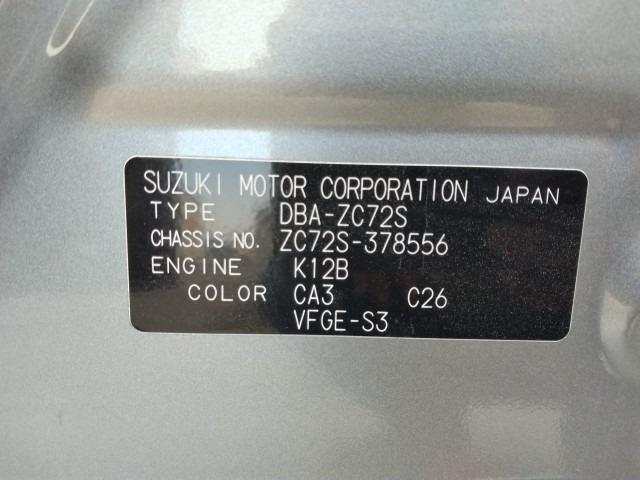 SUZUKI MOTOR CORPORATION JAPAN
TYPE DBA-ZC72S
CHASSIS NO. ZC72S-378556
ENGINE K12B
COLOR CA3 C26
VFGE-S3